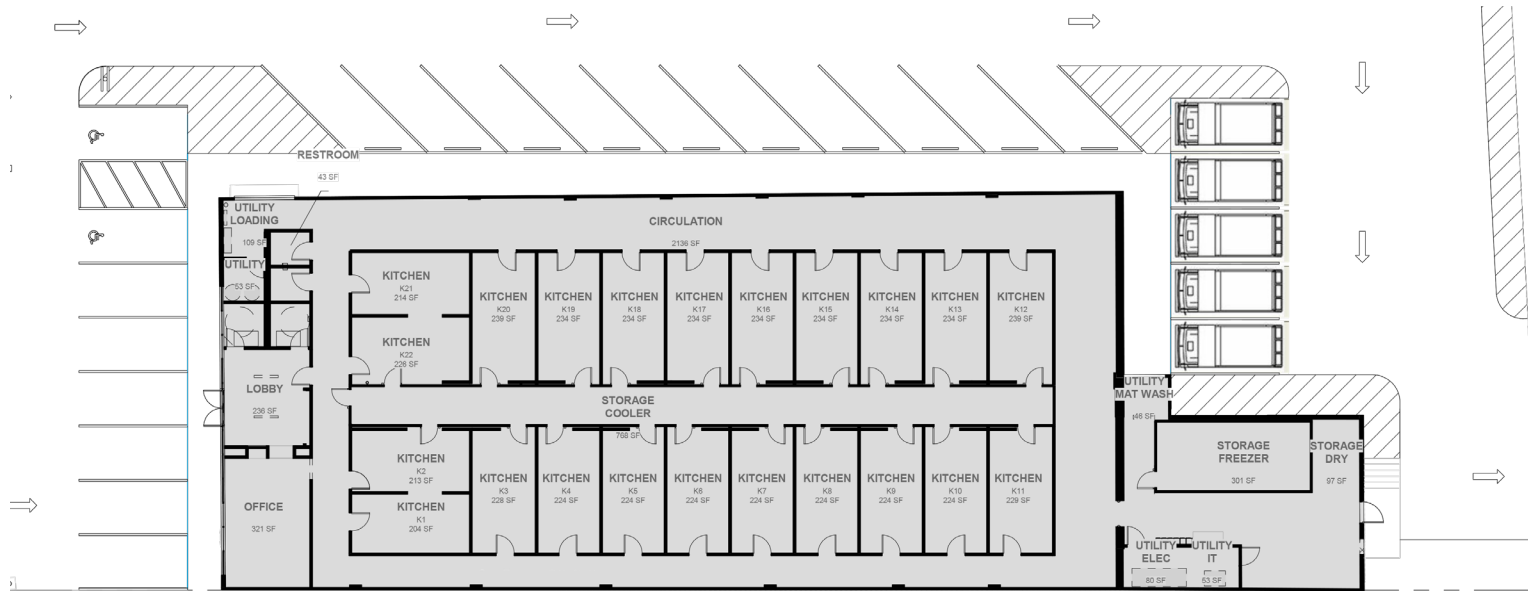 RESTROOM
43 SF
UTILITY
LOADING
109 SF
UTILITY
53 SF
CIRCULATION
2136 SF
KITCHEN
K21
214 SF
KITCHEN
K22
226 SF
KITCHEN
K20
239 SF
KITCHEN
K19
234 SF
KITCHEN
K18
234 SF
KITCHEN
K17
234 SF
KITCHEN
K16
234 SF
KITCHEN
K15
234 SF
KITCHEN
K14
234 SF
KITCHEN
K13
234 SF
KITCHEN
K12
239 SF
LOBBY
236 SF
STORAGE
COOLER
768 SF
UTILITY
MAT WASH
46 SF
KITCHEN
K2
213 SF
KITCHEN
K1
204 SF
KITCHEN
K3
228 SF
KITCHEN
K4
224 SF
KITCHEN
K5
224 SF
KITCHEN
K6
224 SF
KITCHEN
K7
224 SF
KITCHEN
K8
224 SF
KITCHEN
K9
224 SF
KITCHEN
K10
224 SF
KITCHEN
K11
229 SF
STORAGE
FREEZER
301 SF
STORAGE
DRY
97 SF
OFFICE
321 SF
UTILITY
ELEC
80 SF
UTILITY
IT
53 SF